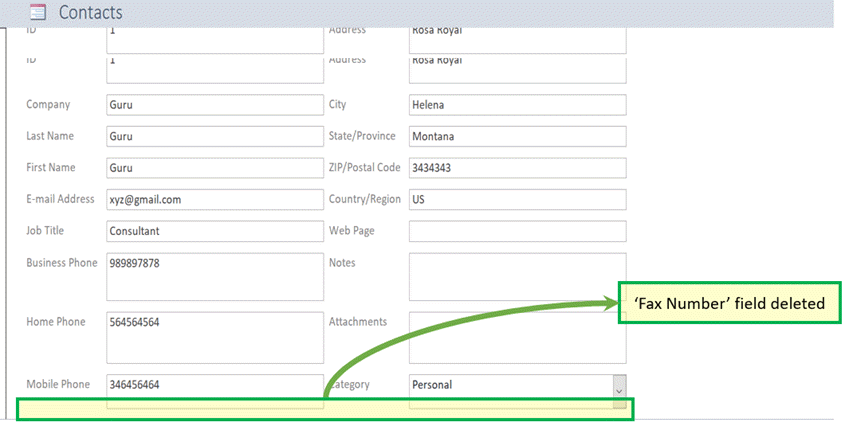 Contacts
ID 1 Address Rosa Royal
ID 1 Address Rosa Royal
Company Guru City Helena
Last Name Guru State/Province Montana
First Name Guru ZIP/Postal Code 3434343
E-mail Address xyz@gmail.com Country/Region US
Job Title Consultant Web Page
Business Phone 989897878 Notes
‘Fax Number’ field deleted
Home Phone 564564564 Attachments
Mobile Phone 346456464 Category Personal